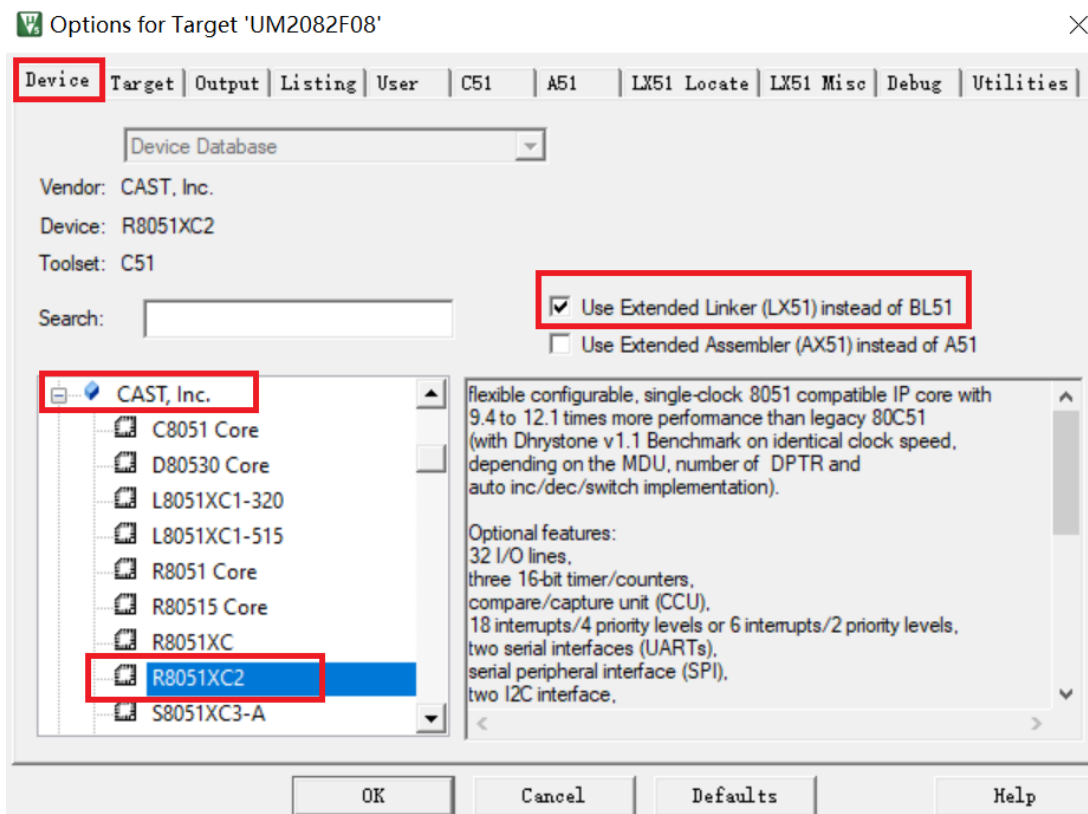 Options for Target 'UM2082F08'
Device Target Output Listing User C51 A51 LX51 Locate LX51 Misc Debug Utilities
Device Database
Vendor: CAST, Inc.
Device: R8051XC2
Toolset: C51
Search:
Use Extended Linker (LX51) instead of BL51
Use Extended Assembler (AX51) instead of A51
CAST, Inc.
C8051 Core
D80530 Core
L8051XC1-320
L8051XC1-515
R8051 Core
R80515 Core
R8051XC
R8051XC2
S8051XC3-A
flexible configurable, single-clock 8051 compatible IP core with
9.4 to 12.1 times more performance than legacy 80C51
(with Dhrystone v1.1 Benchmark on identical clock speed,
depending on the MDU, number of DPTR and
auto inc/dec/switch implementation).
Optional features:
32 I/O lines,
three 16-bit timer/counters,
compare/capture unit (CCU),
18 interrupts/4 priority levels or 6 interrupts/2 priority levels,
two serial interfaces (UARTs),
serial peripheral interface (SPI),
two I2C interface,
OK Cancel Defaults Help